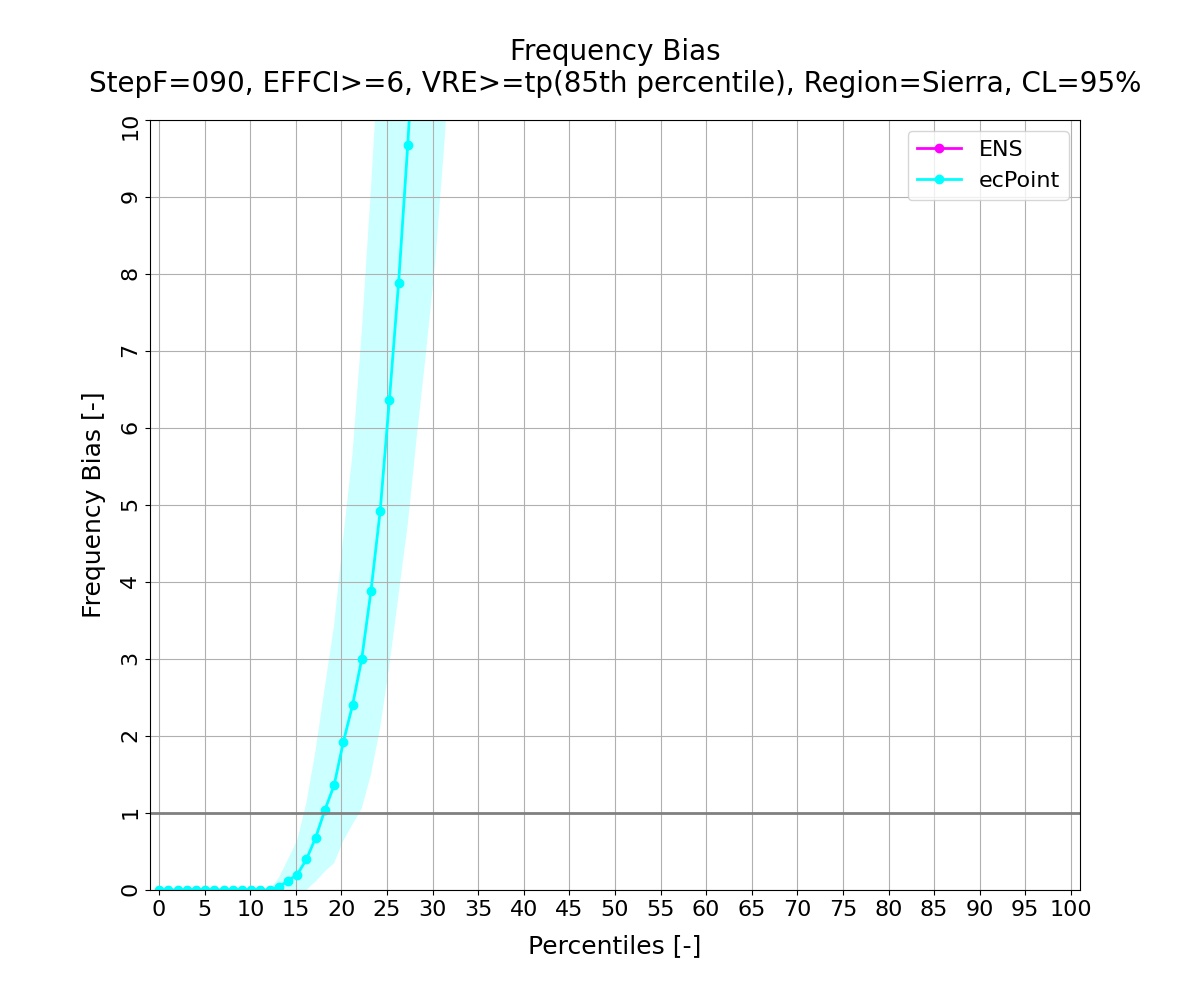 Frequency Bias
StepF=090, EFFCI>=6, VRE>=tp(85th percentile), Region=Sierra, CL=95%
ENS
ecPoint
Frequency Bias [-]
10
9
8
7
6
5
4
3
2
1
0
0 5 10 15 20 25 30 35 40 45 50 55 60 65 70 75 80 85 90 95 100
Percentiles [-]